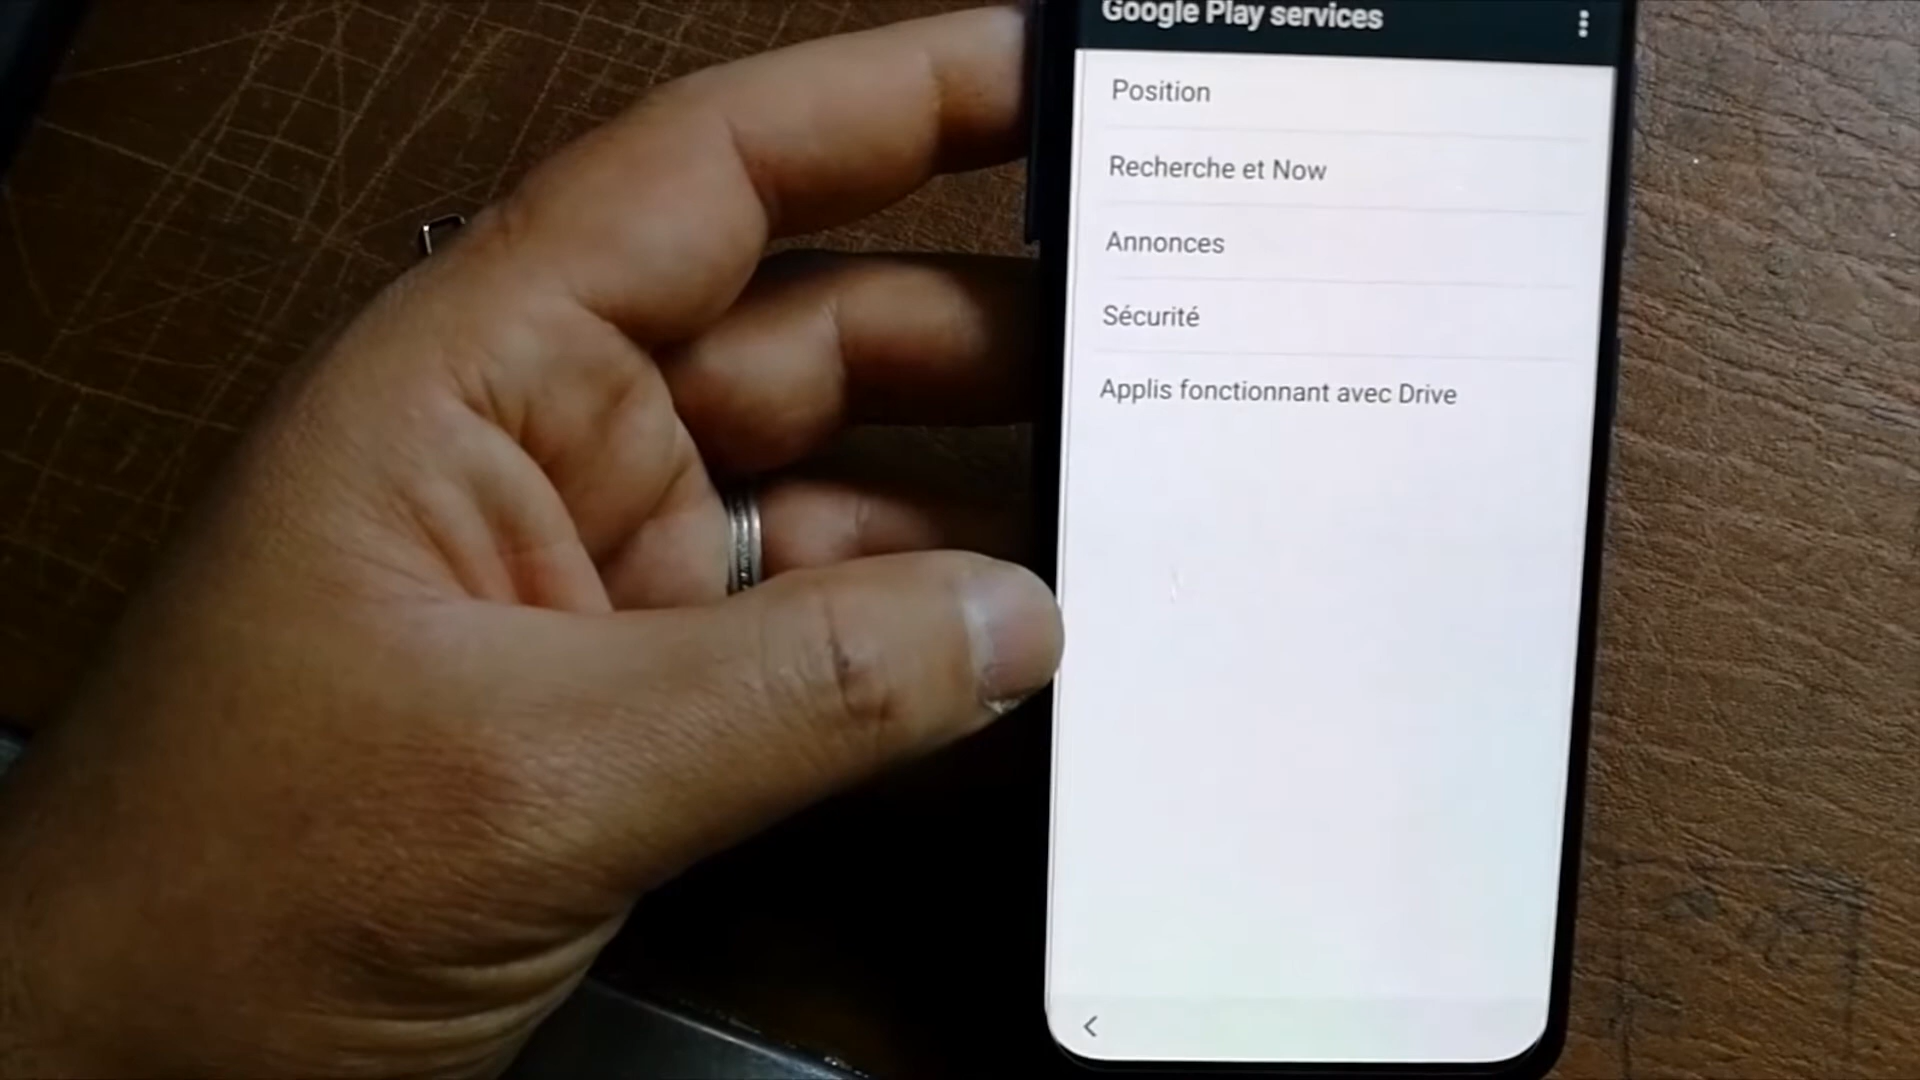 Google Play services
Position
Recherche et Now
Annonces
Sécurité
Applis fonctionnant avec Drive